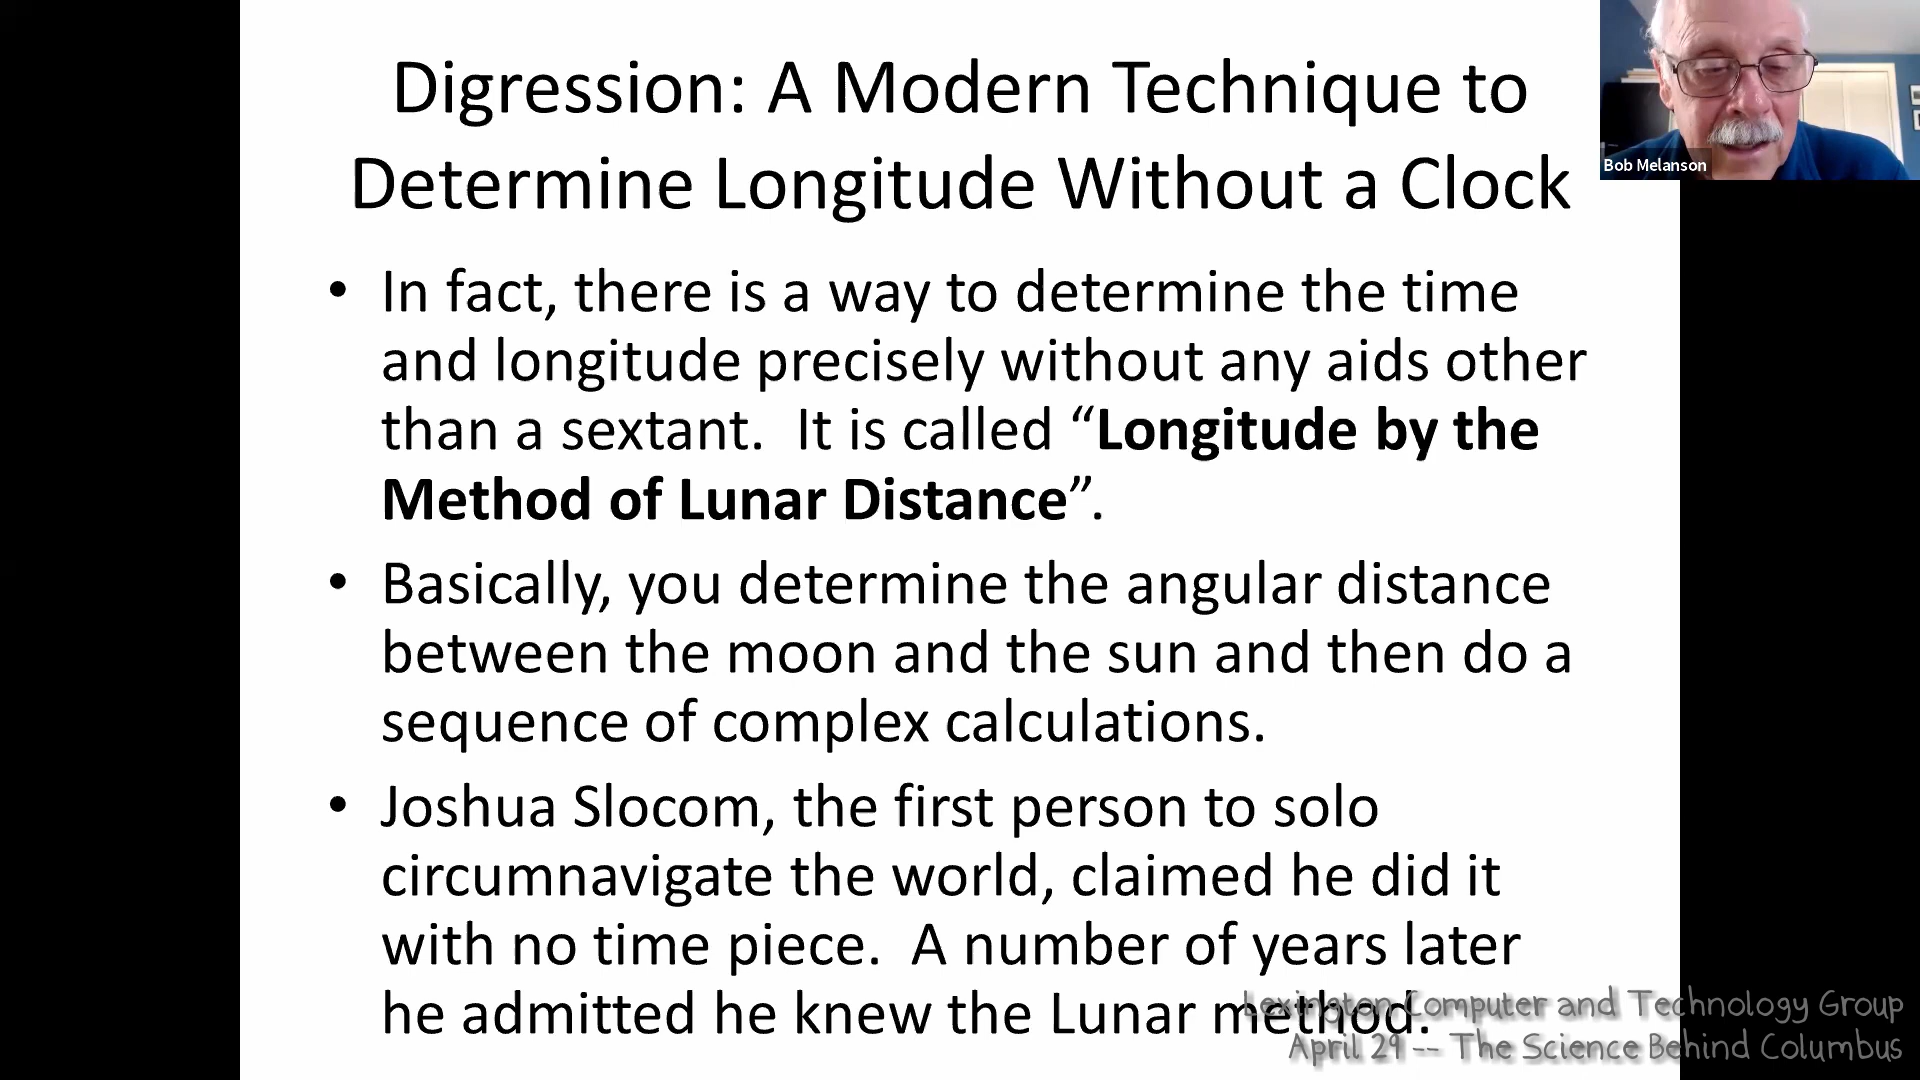 Digression: A Modern Technique to
Determine Longitude Without a Clock
Bob Melanson
• In fact, there is a way to determine the time
and longitude precisely without any aids other
than a sextant.  It is called “Longitude by the
Method of Lunar Distance”.
• Basically, you determine the angular distance
between the moon and the sun and then do a
sequence of complex calculations.
• Joshua Slocom, the first person to solo
circumnavigate the world, claimed he did it
with no time piece.  A number of years later
he admitted he knew the Lunar method.
Lexington Computer and Technology Group
April 29 -- The Science Behind Columbus